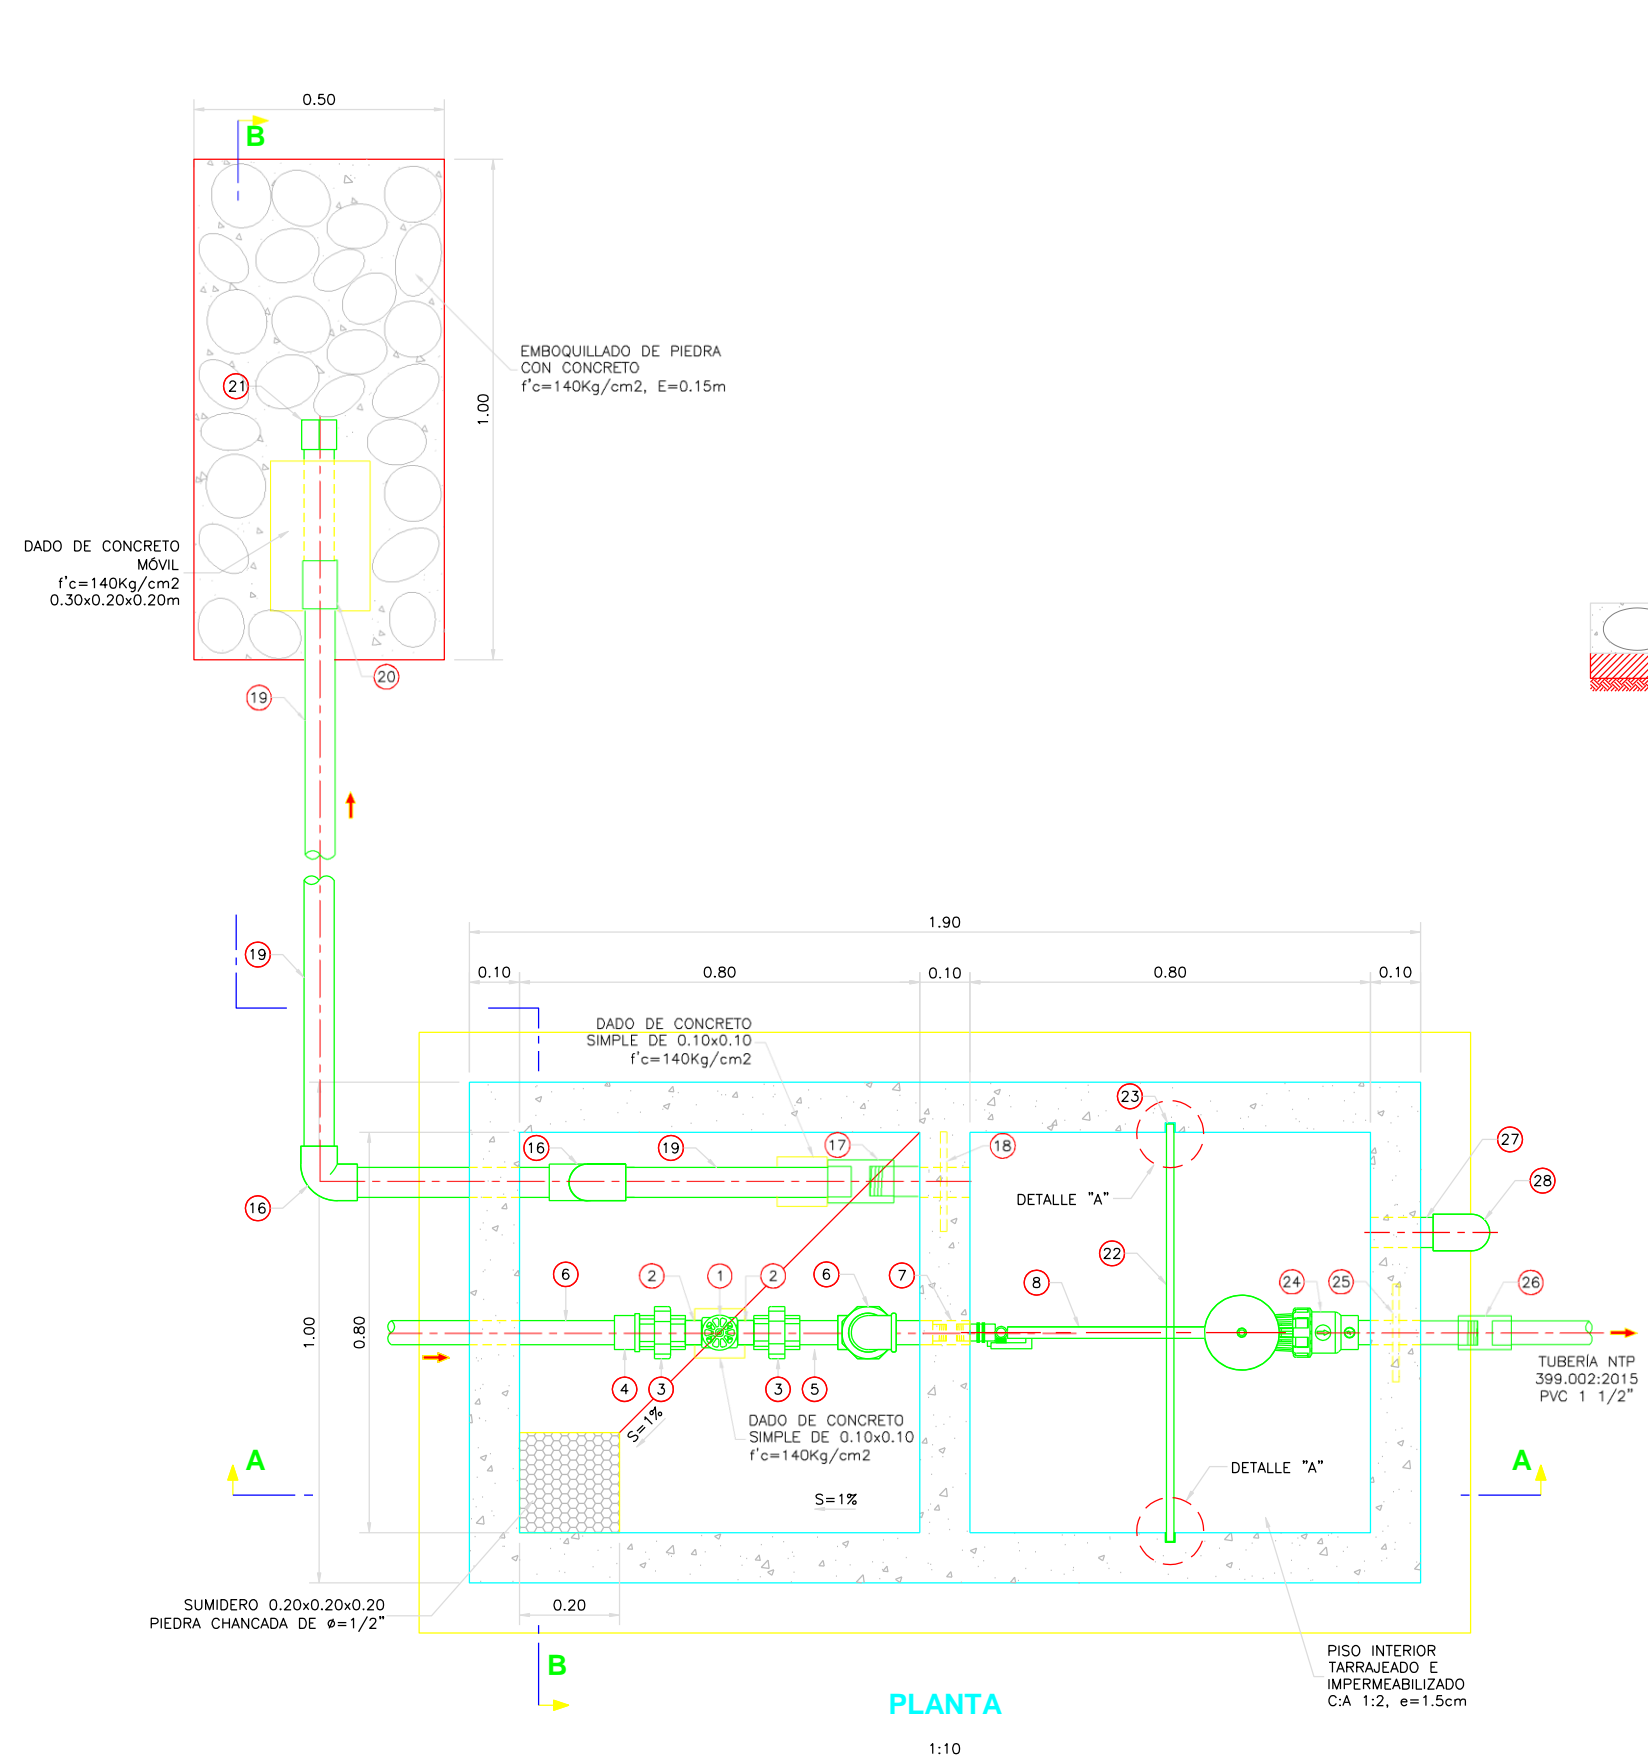 0.50
B
EMBOQUILLADO DE PIEDRA
CON CONCRETO
f'c=140Kg/cm2, E=0.15m
21
1.00
DADO DE CONCRETO
MÓVIL
f'c=140Kg/cm2
0.30x0.20x0.20m
20
19
19
1.90
0.10
0.80
0.10
0.80
0.10
DADO DE CONCRETO
SIMPLE DE 0.10x0.10
f'c=140Kg/cm2
23
16
19
17
18
27
28
DETALLE "A"
16
22
6
2
1
2
6
7
8
24
25
26
1.00
0.80
TUBERÍA NTP
399.002:2015
PVC 1 1/2"
4
3
3
5
S=1%
DADO DE CONCRETO
SIMPLE DE 0.10x0.10
f'c=140Kg/cm2
A
A
DETALLE "A"
S=1%
SUMIDERO 0.20x0.20x0.20
PIEDRA CHANCADA DE ø=1/2"
0.20
B
PISO INTERIOR
TARRAJEADO E
IMPERMEABILIZADO
C:A 1:2, e=1.5cm
PLANTA
1:10